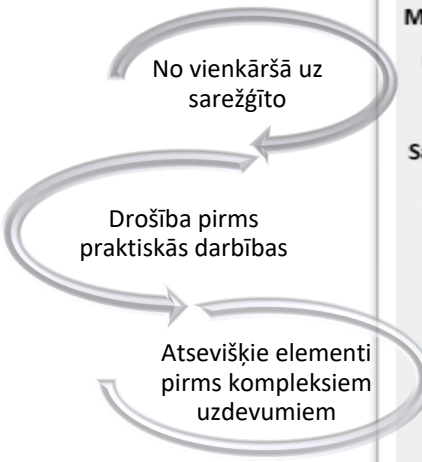 No vienkāršā uz
sarežģīto
Drošība pirms
praktiskās darbības
Atsevišķie elementi
pirms kompleksiem
uzdevumiem